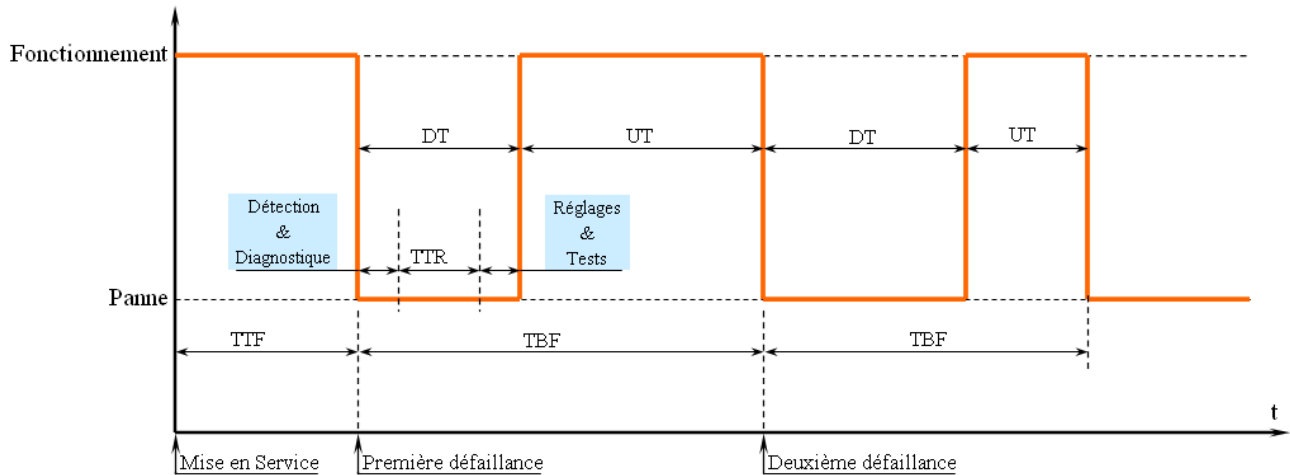 Fonctionnement
DT
UT
DT
UT
Détection
&
Diagnostique
TTR
Réglages
&
Tests
Panne
TTF
TBF
TBF
t
Mise en Service
Première défaillance
Deuxième défaillance